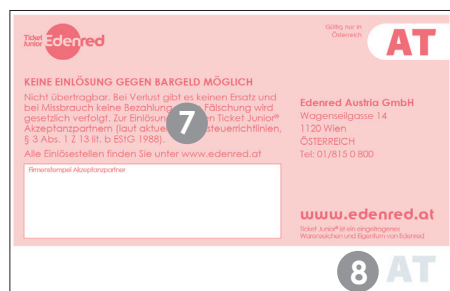 Ticket
Junior Edenred
Gültig nur in
Österreich
AT
KEINE EINLÖSUNG GEGEN BARGELD MÖGLICH
Nicht übertragbar. Bei Verlust gibt es keinen Ersatz und
bei Missbrauch keine Bezahlung. Fälschung wird
gesetzlich verfolgt. Zur Einlösung Ticket Junior®
Akzeptanzpartnern (laut steuerrichtlinien,
§ 3 Abs. 1 Z 13 lit. b EStG 1988).
Alle Einlösestellen finden Sie unter www.edenred.at
7
Firmenstempel Akzeptanzpartner
Edenred Austria GmbH
Wagenseilgasse 14
1120 Wien
ÖSTERREICH
Tel: 01/815 0 800
www.edenred.at
Ticket Junior® ist ein eingetragenes
Warenzeichen und Eigentum von Edenred
8 AT